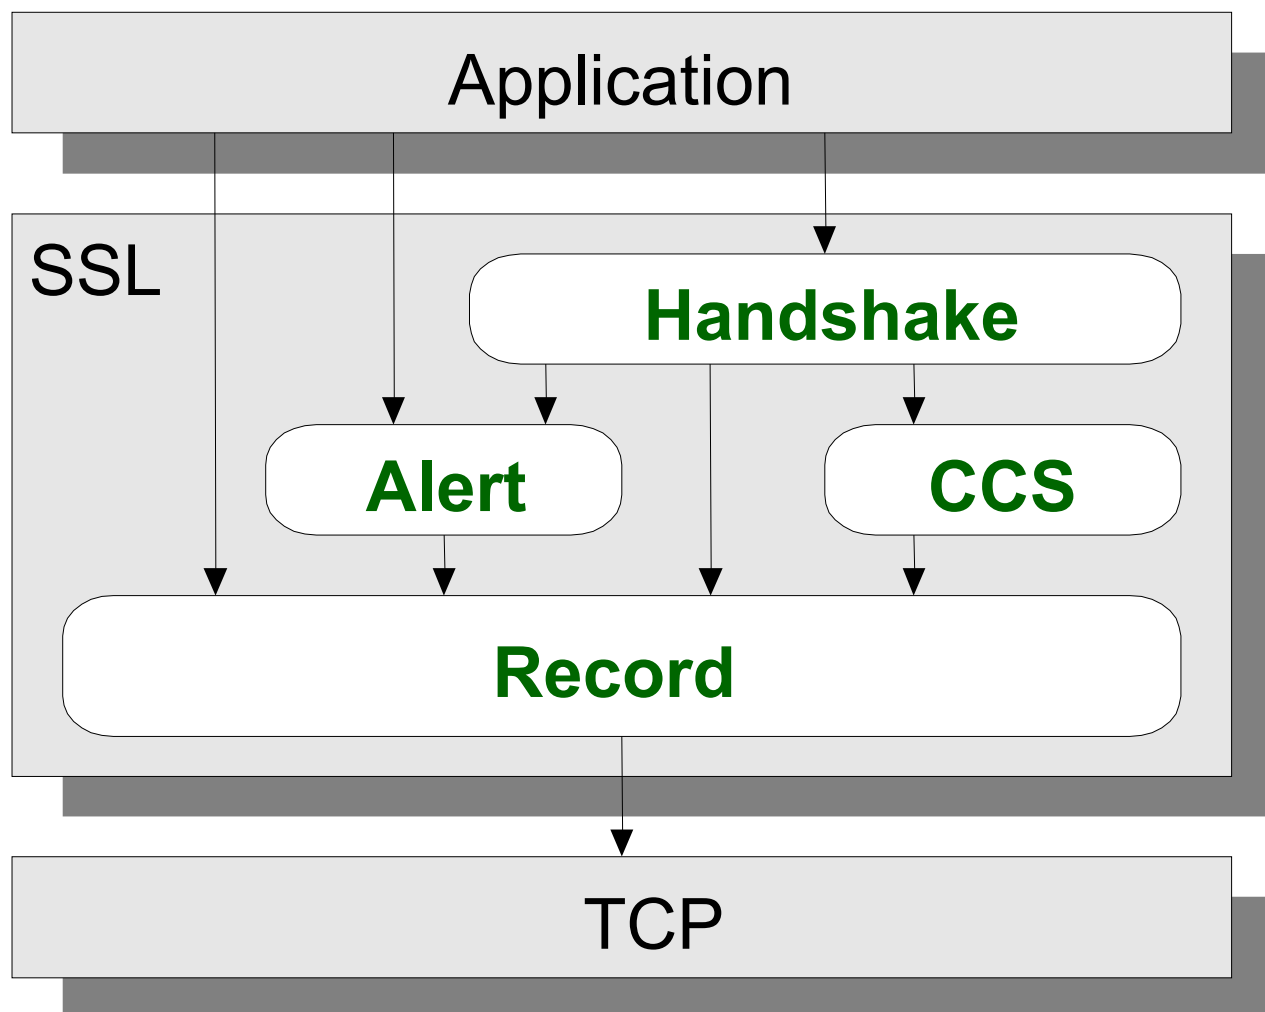 Application
SSL
Handshake
Alert
CCS
Record
TCP